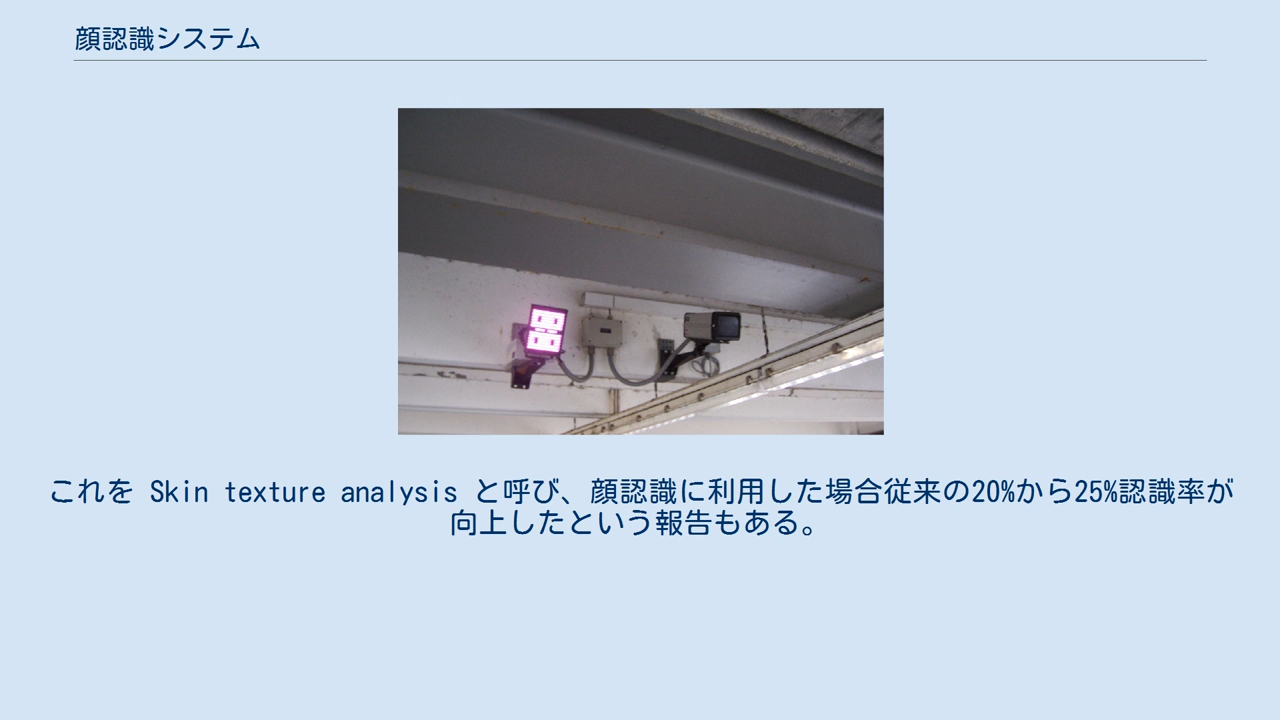 顔認識システム
これを Skin texture analysis と呼び、顔認識に利用した場合従来の20%から25%認識率が
向上したという報告もある。